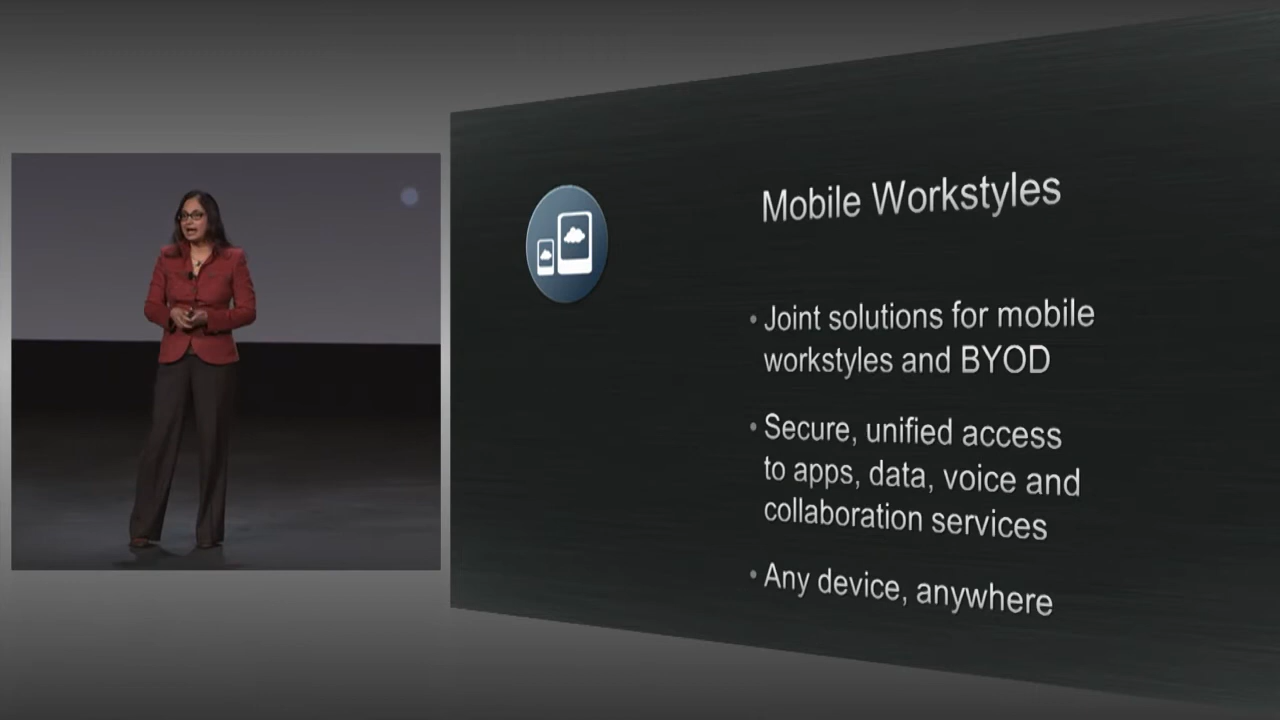 Mobile Workstyles
• Joint solutions for mobile
workstyles and BYOD
• Secure, unified access
to apps, data, voice and
collaboration services
• Any device, anywhere